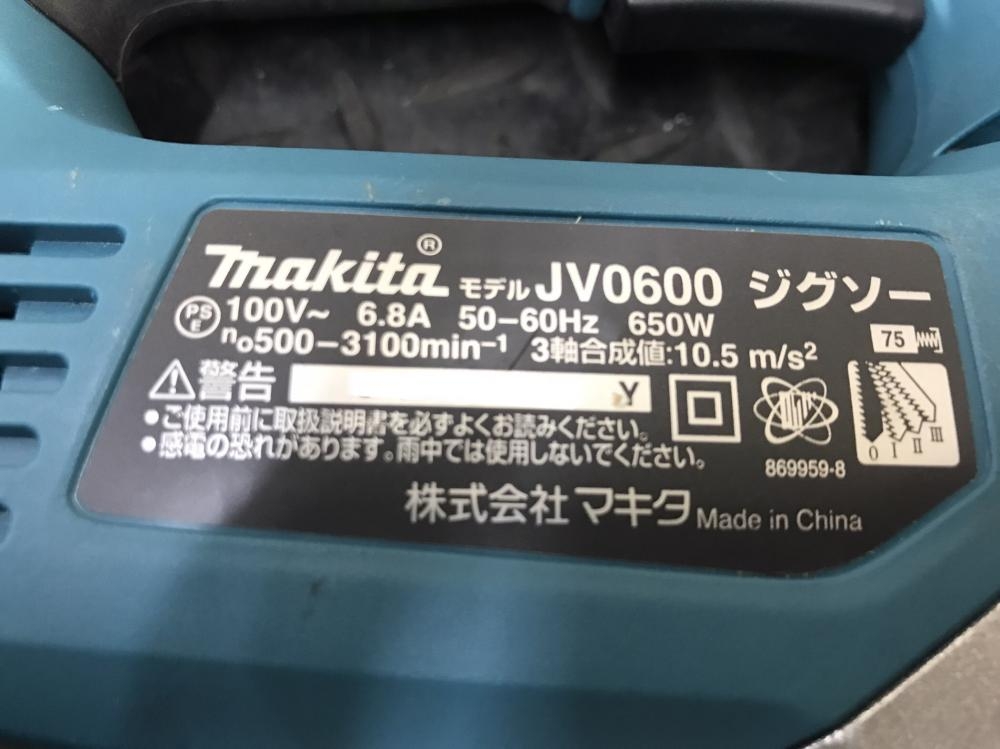 makita® モデル JV0600 ジグソー
PS E 100V~ 6.8A 50-60Hz 650W
no500-3100min-1 3軸合成値:10.5 m/s2
75
警告 Y
•ご使用前に取扱説明書を必ずよくお読みください。
•感電の恐れがあります。雨中では使用しないでください。
0 I II III
869959-8
株式会社 マキタ Made in China